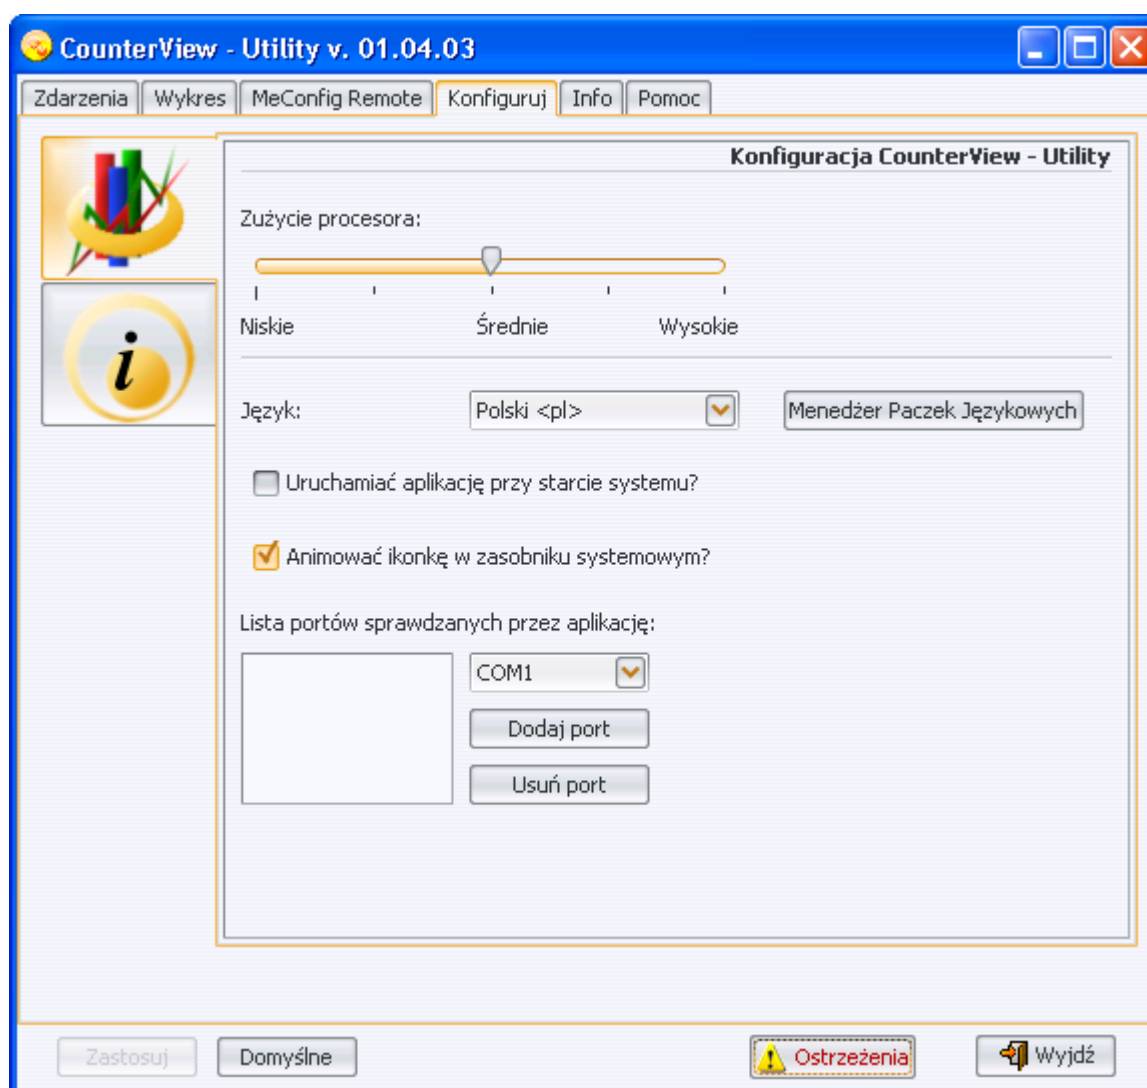 CounterView - Utility v. 01.04.03
Zdarzenia Wykres MeConfig Remote Konfiguruj Info Pomoc
Konfiguracja CounterView - Utility
Zużycie procesora:
Niskie Średnie Wysokie
Język: Polski <pl> Menedżer Paczek Językowych
Uruchamiać aplikację przy starcie systemu?
Animować ikonkę w zasobniku systemowym?
Lista portów sprawdzanych przez aplikację:
COM1
Dodaj port
Usuń port
Zastosuj Domyślne Ostrzeżenia Wyjdź